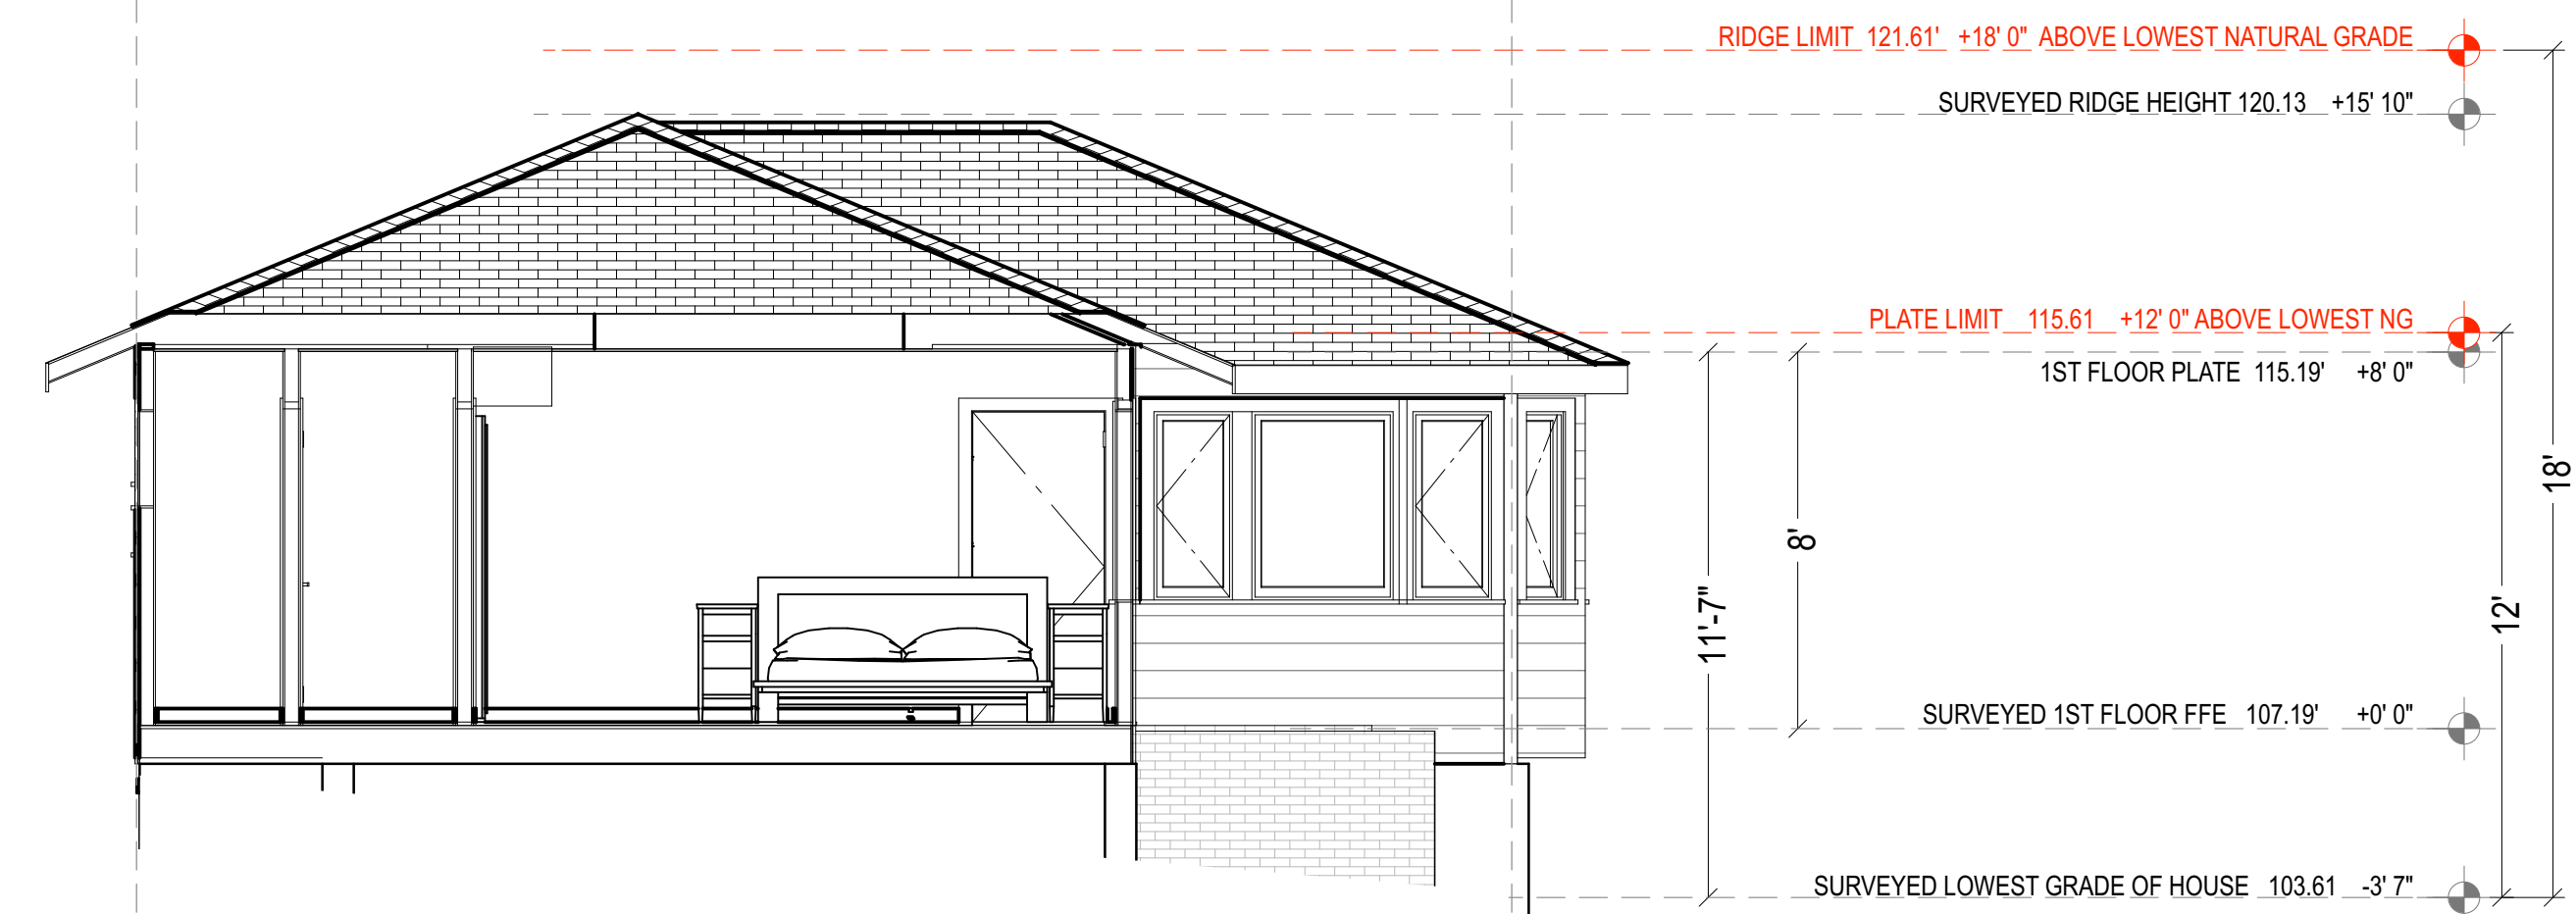 RIDGE LIMIT 121.61' +18' 0" ABOVE LOWEST NATURAL GRADE
SURVEYED RIDGE HEIGHT 120.13 +15' 10"
PLATE LIMIT 115.61 +12' 0" ABOVE LOWEST NG
1ST FLOOR PLATE 115.19' +8' 0"
18'
8'
11'-7"
12'
SURVEYED 1ST FLOOR FFE 107.19' +0' 0"
SURVEYED LOWEST GRADE OF HOUSE 103.61 -3' 7"